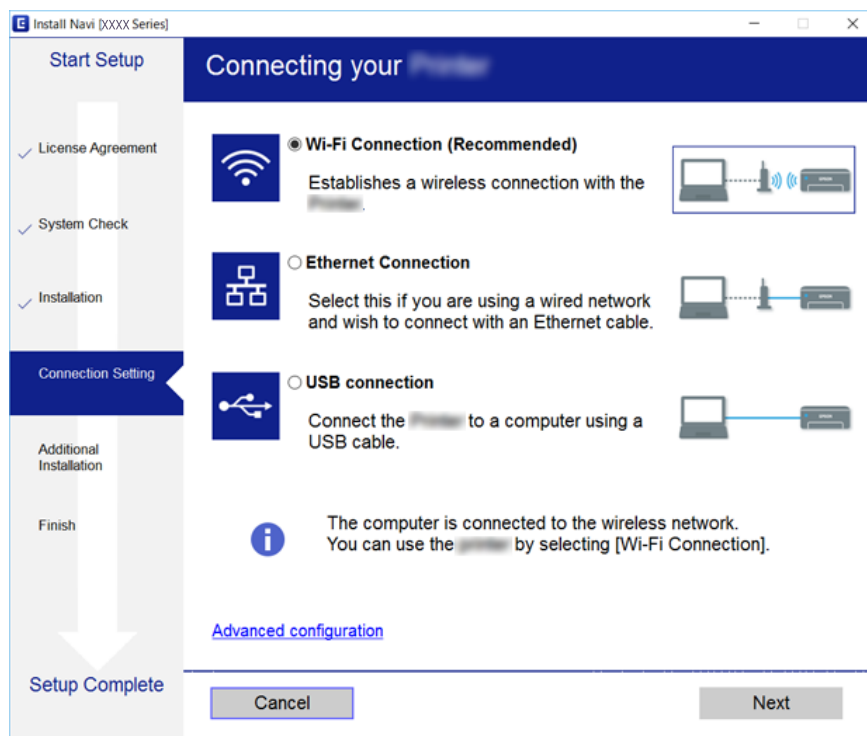 Install Navi [XXXX Series]
Start Setup
License Agreement
System Check
Installation
Connection Setting
Additional
Installation
Finish
Setup Complete
Connecting your
Wi-Fi Connection (Recommended)
Establishes a wireless connection with the
.
Ethernet Connection
Select this if you are using a wired network
and wish to connect with an Ethernet cable.
USB connection
Connect the to a computer using a
USB cable.
The computer is connected to the wireless network.
You can use the by selecting [Wi-Fi Connection].
Advanced configuration
Cancel
Next